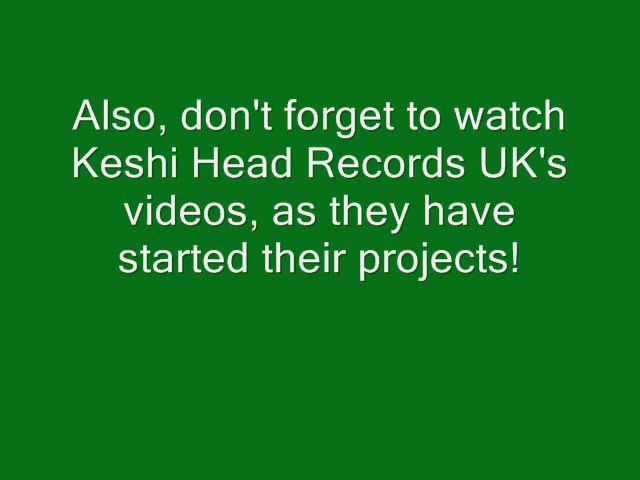 Also, don't forget to watch
Keshi Head Records UK's
videos, as they have
started their projects!